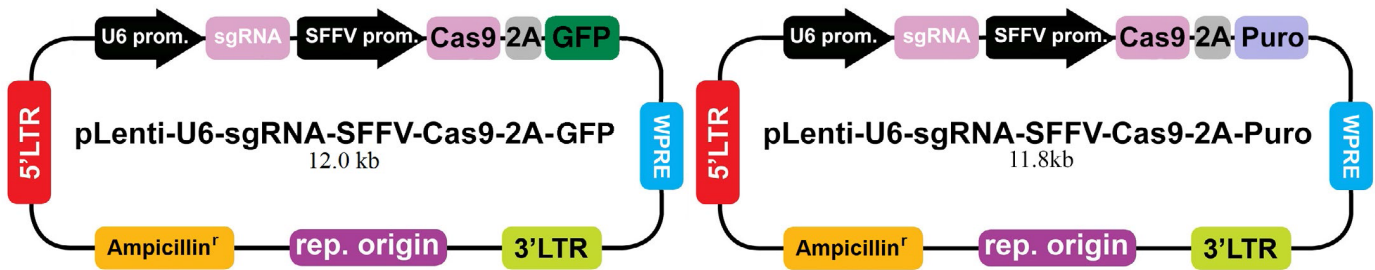 U6 prom. sgRNA SFFV prom. Cas9 2A GFP
5'LTR
pLenti-U6-sgRNA-SFFV-Cas9-2A-GFP
12.0 kb
WPRE
Ampicillinʳ rep. origin 3'LTR
U6 prom. sgRNA SFFV prom. Cas9 2A Puro
5'LTR
pLenti-U6-sgRNA-SFFV-Cas9-2A-Puro
11.8kb
WPRE
Ampicillinʳ rep. origin 3'LTR